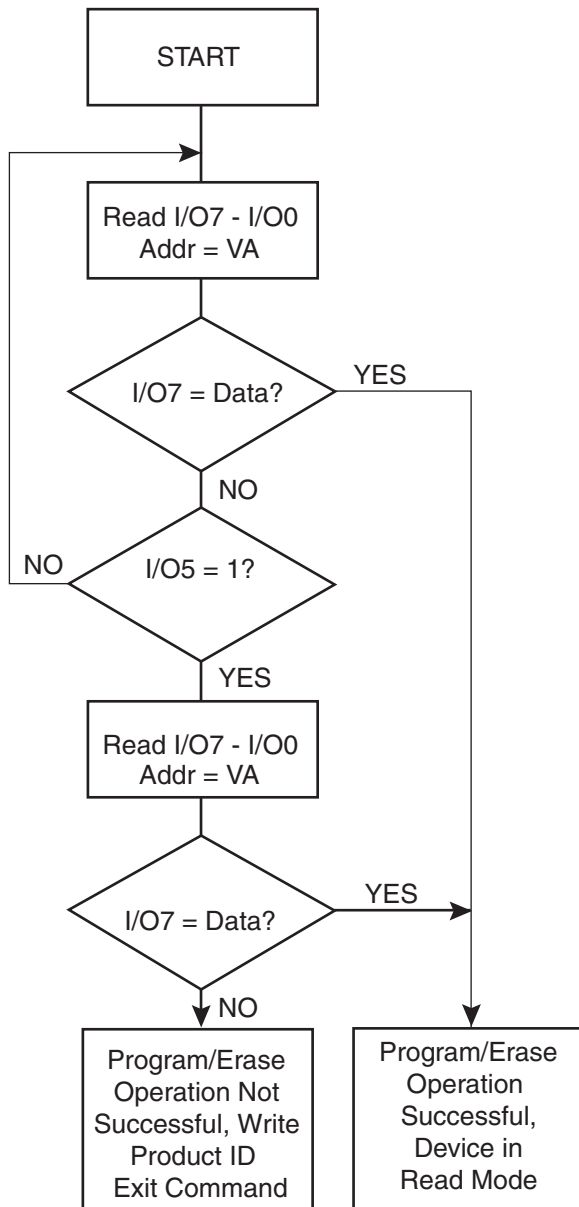 START
Read I/O7 - I/O0
Addr = VA
I/O7 = Data?
YES
NO
NO
I/O5 = 1?
YES
Read I/O7 - I/O0
Addr = VA
I/O7 = Data?
YES
NO
Program/Erase
Operation Not
Successful, Write
Product ID
Exit Command
Program/Erase
Operation
Successful,
Device in
Read Mode